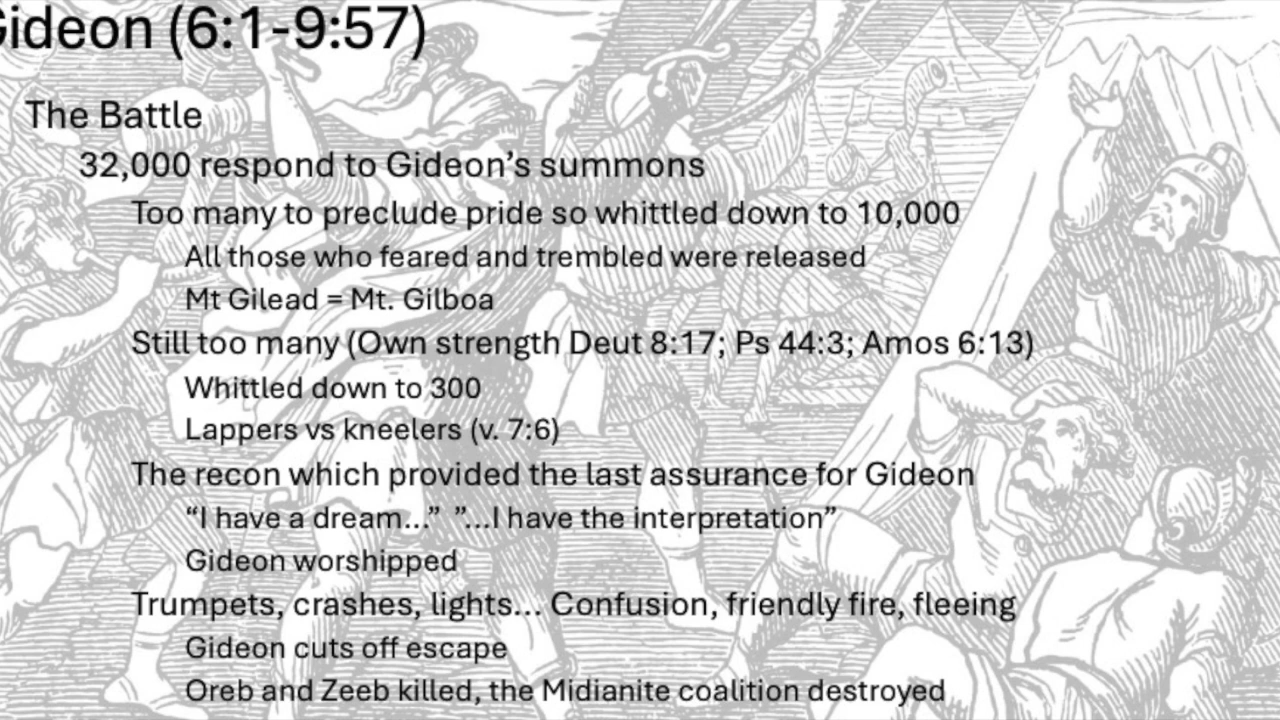 Gideon (6:1-9:57)
The Battle
32,000 respond to Gideon’s summons
Too many to preclude pride so whittled down to 10,000
All those who feared and trembled were released
Mt Gilead = Mt. Gilboa
Still too many (Own strength Deut 8:17; Ps 44:3; Amos 6:13)
Whittled down to 300
Lappers vs kneelers (v. 7:6)
The recon which provided the last assurance for Gideon
“I have a dream…” ”…I have the interpretation”
Gideon worshipped
Trumpets, crashes, lights… Confusion, friendly fire, fleeing
Gideon cuts off escape
Oreb and Zeeb killed, the Midianite coalition destroyed